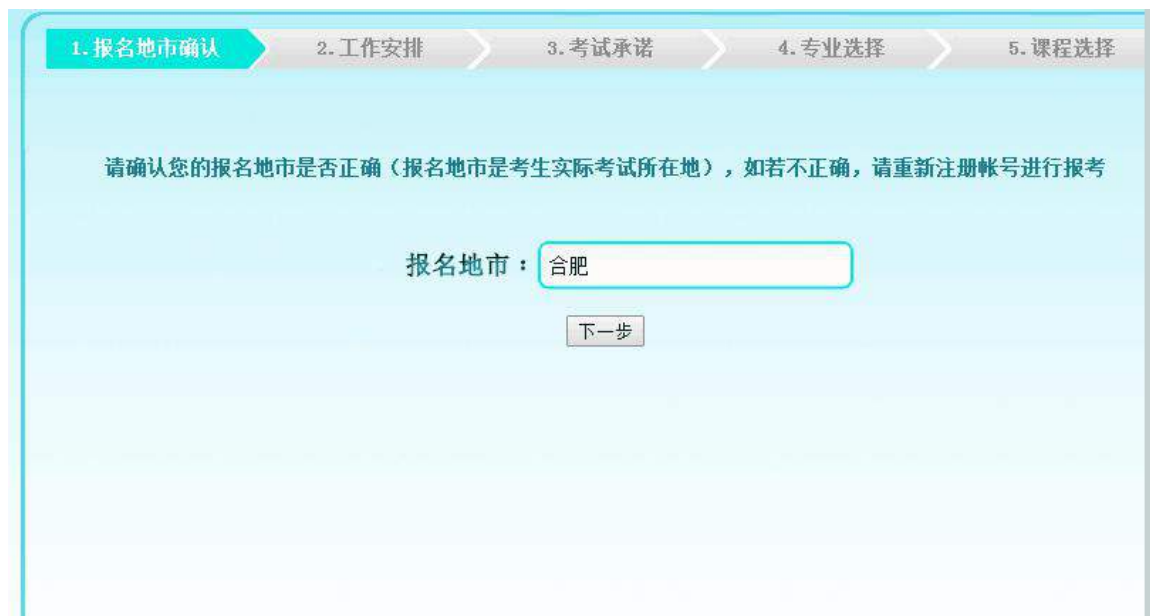 1.报名地市确认 2.工作安排 3.考试承诺 4.专业选择 5.课程选择
请确认您的报名地市是否正确（报名地市是考生实际考试所在地），如若不正确，请重新注册帐号进行报考
报名地市：合肥
下一步